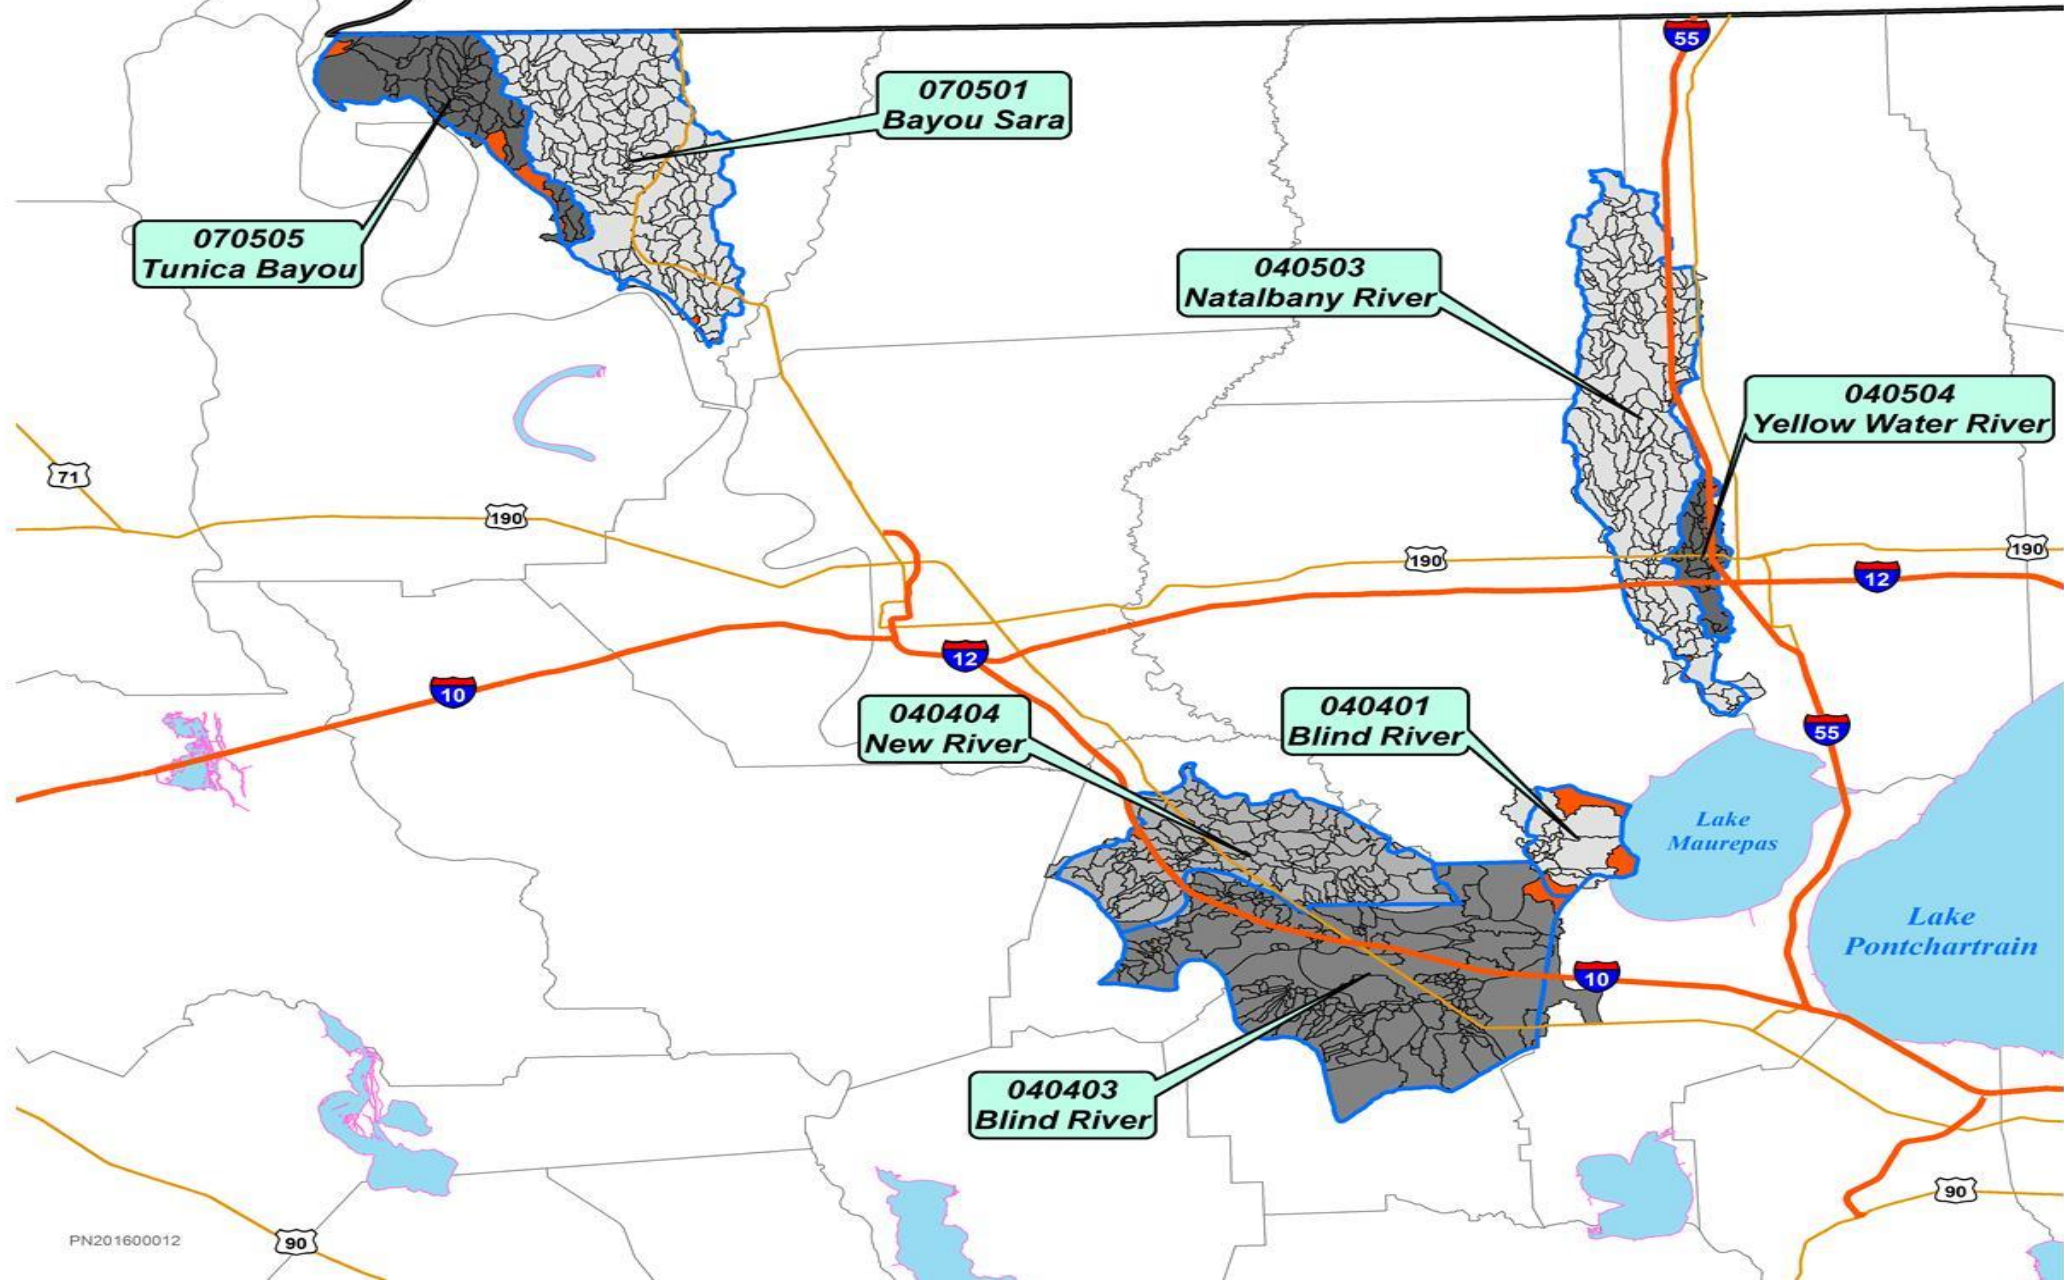 55
070501
Bayou Sara
070505
Tunica Bayou
040503
Natalbany River
040504
Yellow Water River
71
190
190
190
12
12
10
040404
New River
040401
Blind River
55
Lake
Maurepas
Lake
Pontchartrain
10
040403
Blind River
90
PN201600012
90